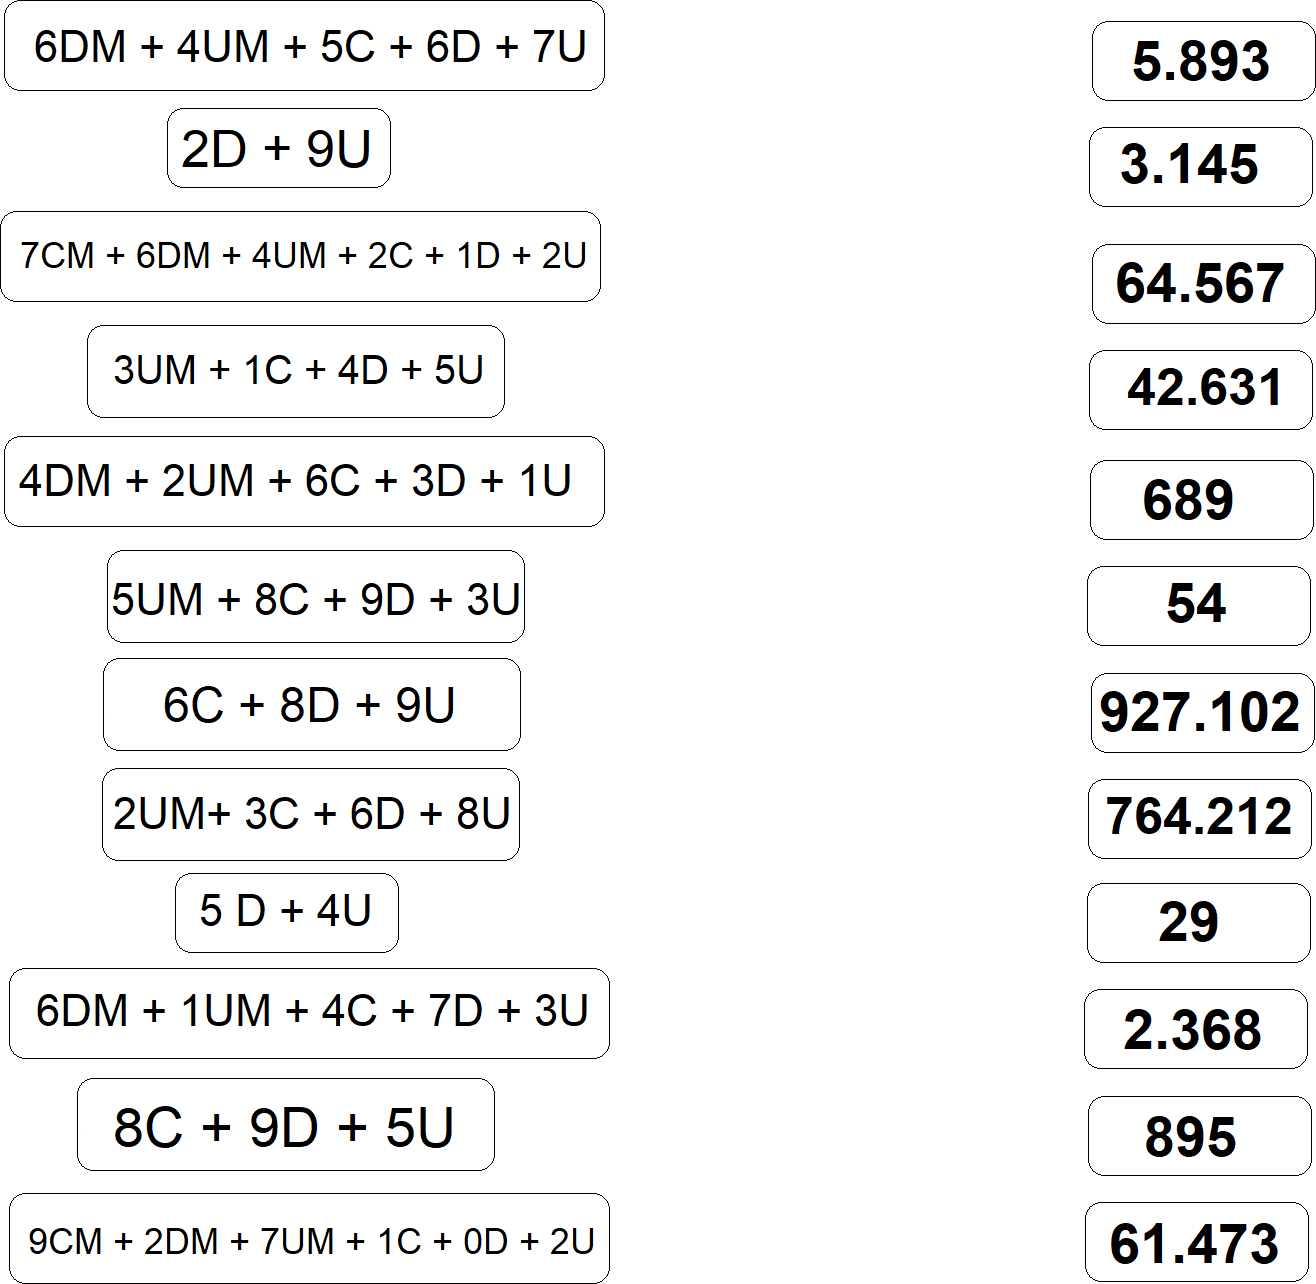 6DM + 4UM + 5C + 6D + 7U
2D + 9U
7CM + 6DM + 4UM + 2C + 1D + 2U
3UM + 1C + 4D + 5U
4DM + 2UM + 6C + 3D + 1U
5UM + 8C + 9D + 3U
6C + 8D + 9U
2UM+ 3C + 6D + 8U
5 D + 4U
6DM + 1UM + 4C + 7D + 3U
8C + 9D + 5U
9CM + 2DM + 7UM + 1C + 0D + 2U
5.893
3.145
64.567
42.631
689
54
927.102
764.212
29
2.368
895
61.473